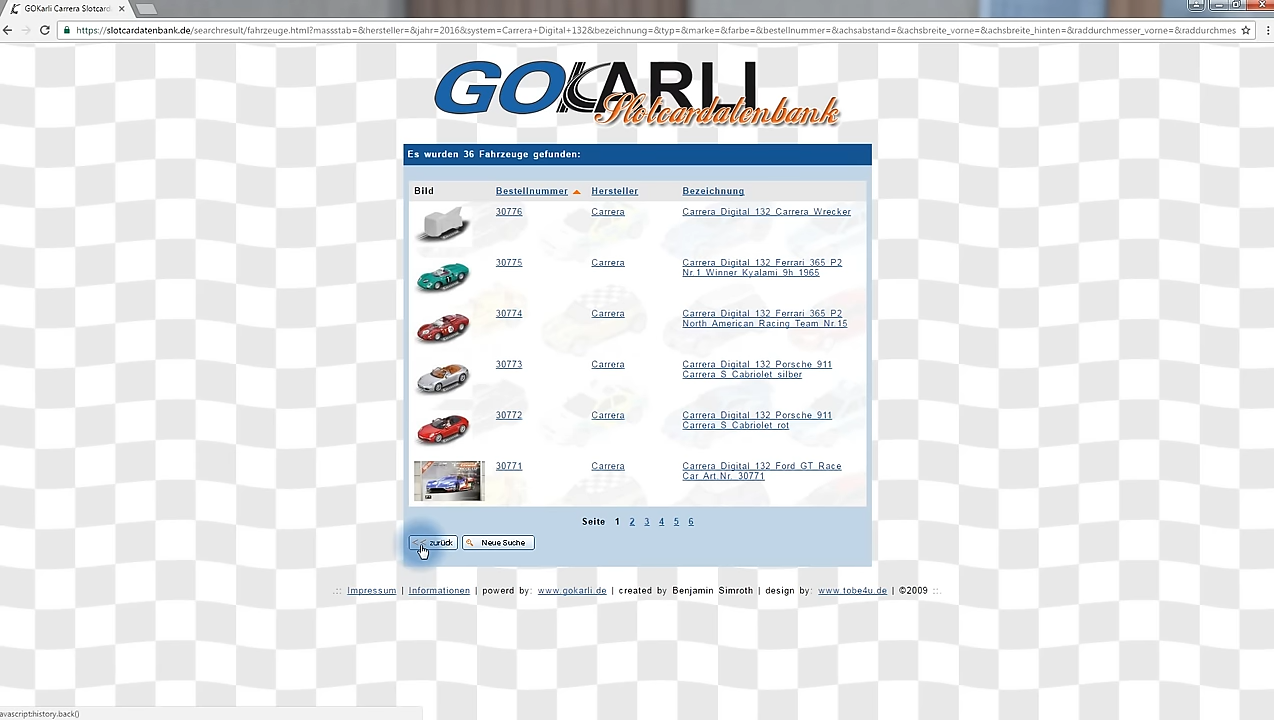 GOKarli Carrera Slotcard
https://slotcardatenbank.de/searchresult/fahrzeuge.html?massstab=&hersteller=&jahr=2016&system=Carrera+Digital+132&bezeichnung=&typ=&marke=&farbe=&bestellnummer=&achsabstand=&achsbreite_vorne=&achsbreite_hinten=&raddurchmesser_vorne=&raddurchmes
GOKARLI
Slotcardatenbank
Es wurden 36 Fahrzeuge gefunden:
Bild Bestellnummer Hersteller Bezeichnung
30776 Carrera Carrera Digital 132 Carrera Wrecker
30775 Carrera Carrera Digital 132 Ferrari 365 P2
Nr.1 Winner Kyalami 9h 1965
30774 Carrera Carrera Digital 132 Ferrari 365 P2
North American Racing Team Nr.15
30773 Carrera Carrera Digital 132 Porsche 911
Carrera S Cabriolet silber
30772 Carrera Carrera Digital 132 Porsche 911
Carrera S Cabriolet rot
30771 Carrera Carrera Digital 132 Ford GT Race
Car Art.Nr. 30771
Seite 1 2 3 4 5 6
<< zurück Neue Suche
.:: Impressum | Informationen | powerd by: www.gokarli.de | created by Benjamin Simroth | design by: www.tobe4u.de | ©2009 ::.
avascript:history.back()